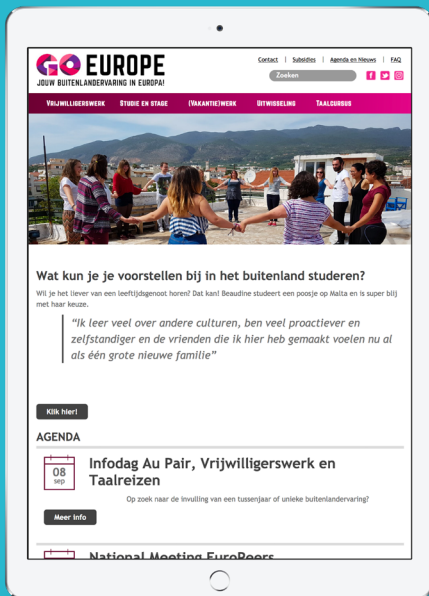 GO EUROPE
JOUW BUITENLANDERVARING IN EUROPA!
Contact | Subsidies | Agenda en Nieuws | FAQ
Zoeken
VRIJWILLIGERSWERK STUDIE EN STAGE (VAKANTIE)WERK UITWISSELING TAALCURSUS
Wat kun je je voorstellen bij in het buitenland studeren?
Wil je het liever van een leeftijdsgenoot horen? Dat kan! Beaudine studeert een poosje op Malta en is super blij
met haar keuze.
“Ik leer veel over andere culturen, ben veel proactiever en
zelfstandiger en de vrienden die ik hier heb gemaakt voelen nu al
als één grote nieuwe familie”
Klik hier!
AGENDA
08
sep
Infodag Au Pair, Vrijwilligerswerk en
Taalreizen
Op zoek naar de invulling van een tussenjaar of unieke buitenlandervaring?
Meer info
National Meeting EuroPeers